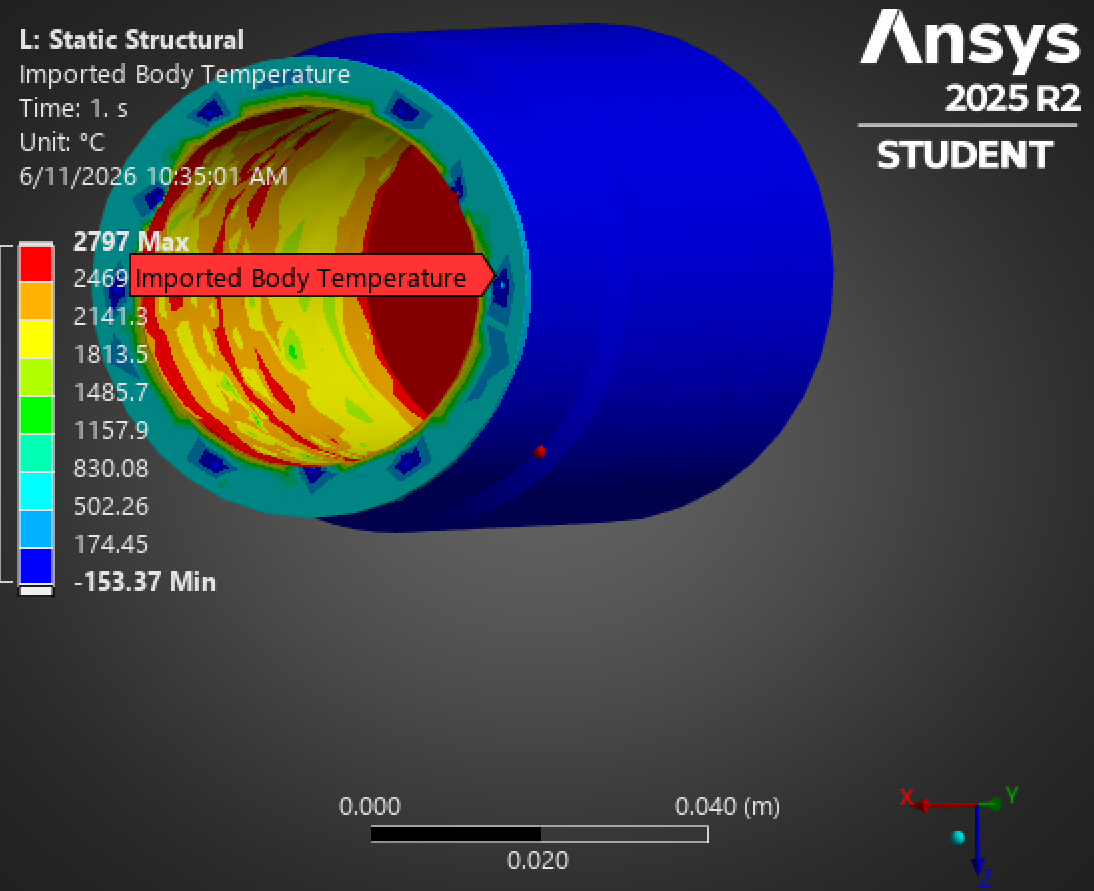 L: Static Structural
Imported Body Temperature
Time: 1. s
Unit: °C
6/11/2026 10:35:01 AM
Ansys
2025 R2
STUDENT
2797 Max
2469
2141.3
1813.5
1485.7
1157.9
830.08
502.26
174.45
-153.37 Min
Imported Body Temperature
0.000
0.040 (m)
0.020
X
Y
Z